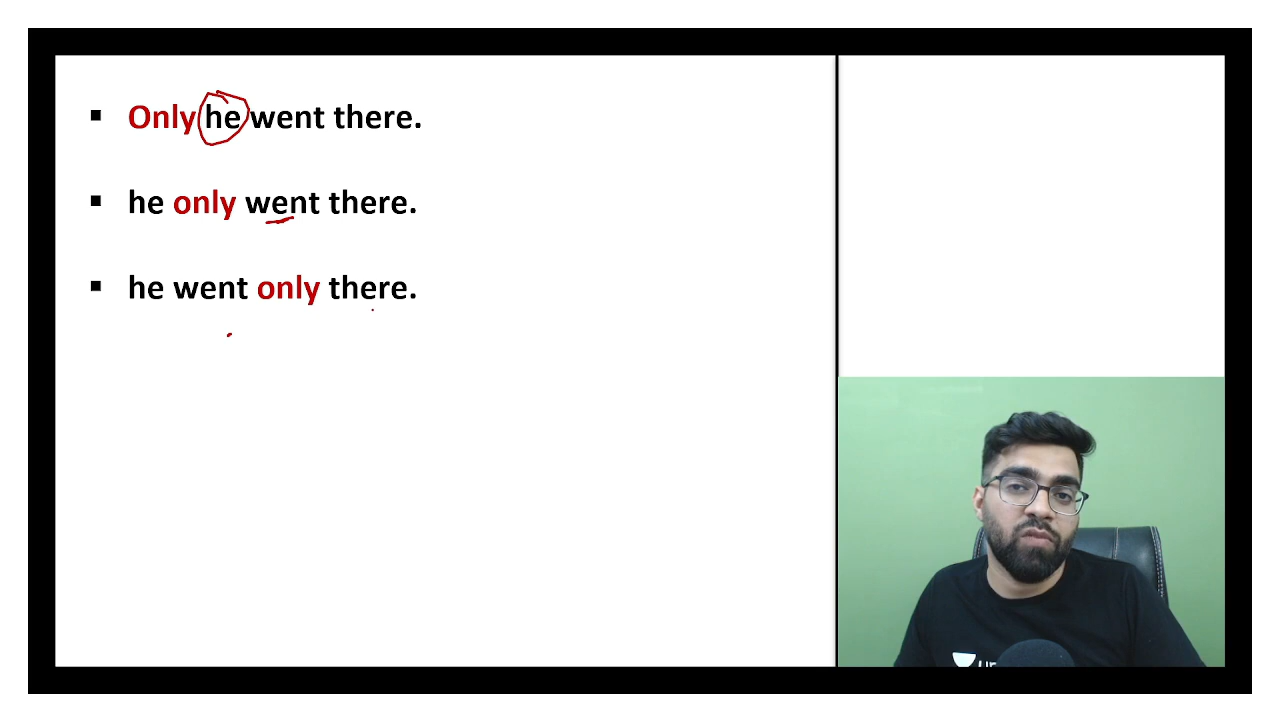 ▪ Only he went there.
▪ he only went there.
▪ he went only there.